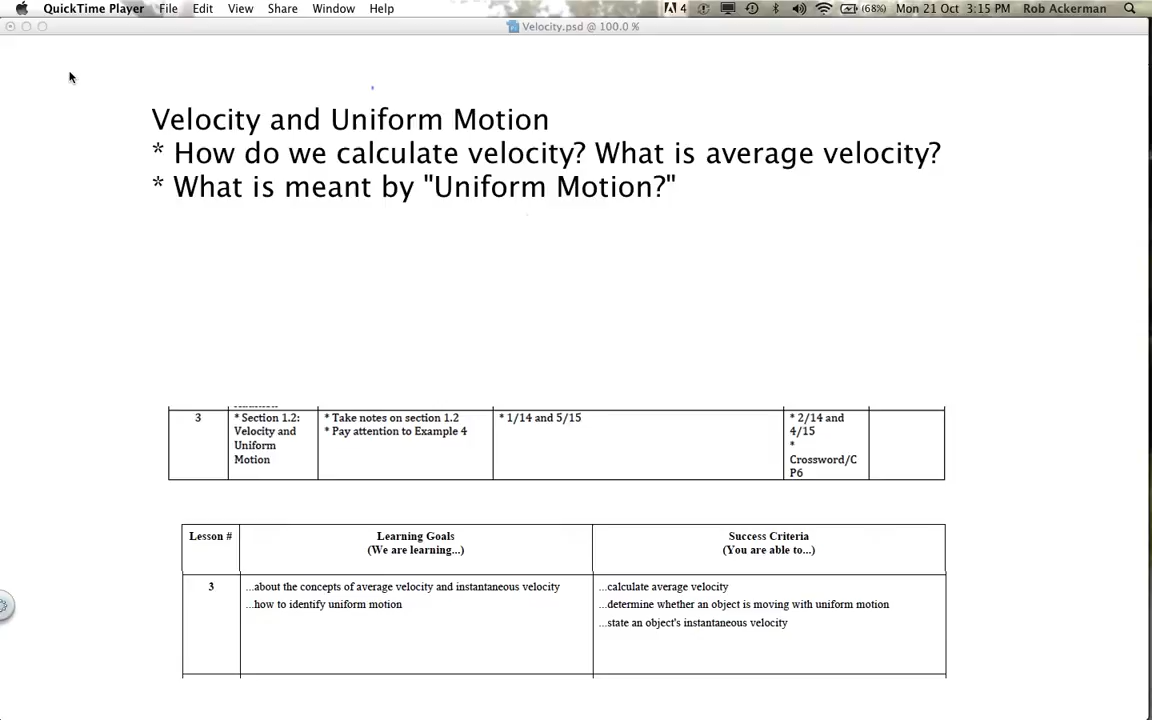 QuickTime Player File Edit View Share Window Help 4 (68%) Mon 21 Oct 3:15 PM Rob Ackerman
Velocity.psd @ 100.0 %
Velocity and Uniform Motion
* How do we calculate velocity? What is average velocity?
* What is meant by "Uniform Motion?"
3
* Section 1.2:
Velocity and
Uniform
Motion
* Take notes on section 1.2
* Pay attention to Example 4
* 1/14 and 5/15
* 2/14 and
4/15
*
Crossword/C
P6
Lesson #
Learning Goals
(We are learning...)
Success Criteria
(You are able to...)
3
...about the concepts of average velocity and instantaneous velocity
...how to identify uniform motion
...calculate average velocity
...determine whether an object is moving with uniform motion
...state an object's instantaneous velocity